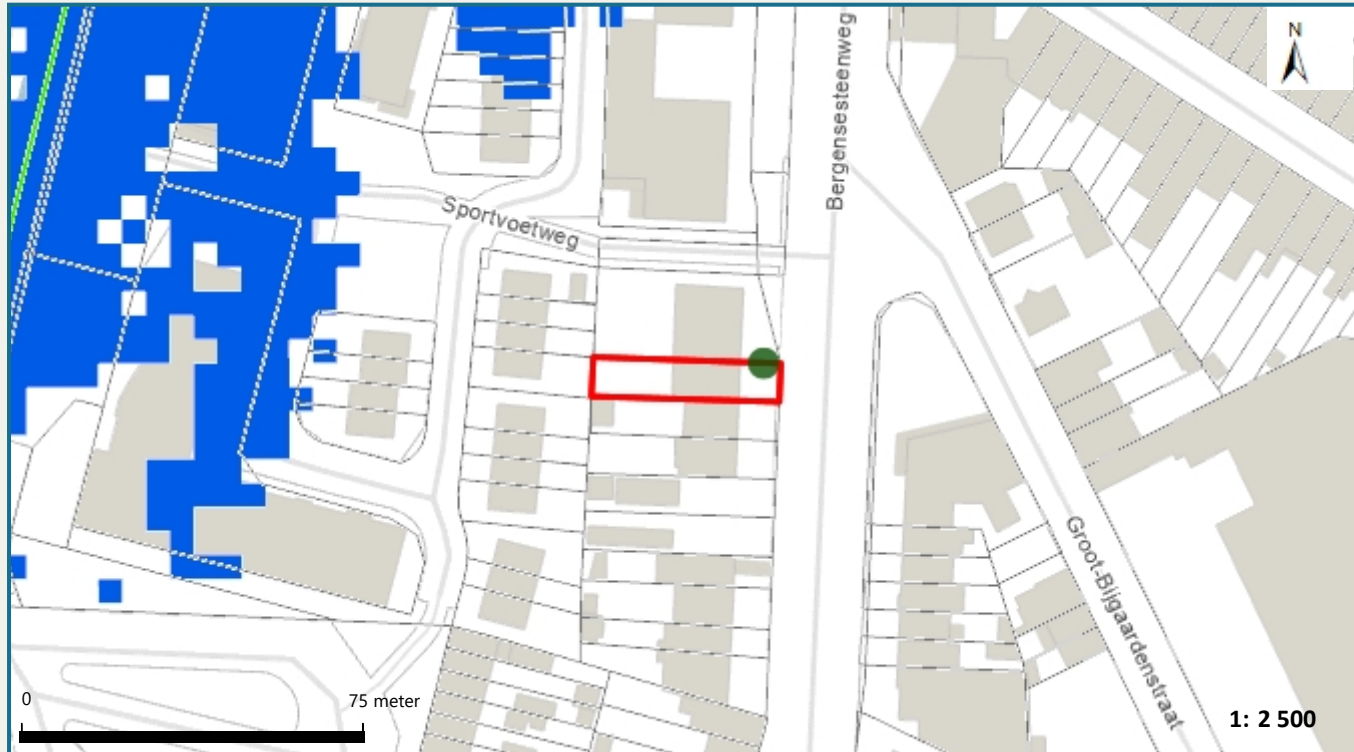 Bergensesteenweg
N
Sportvoetweg
Groot-Bijgaardenstraat
0
75 meter
1: 2 500